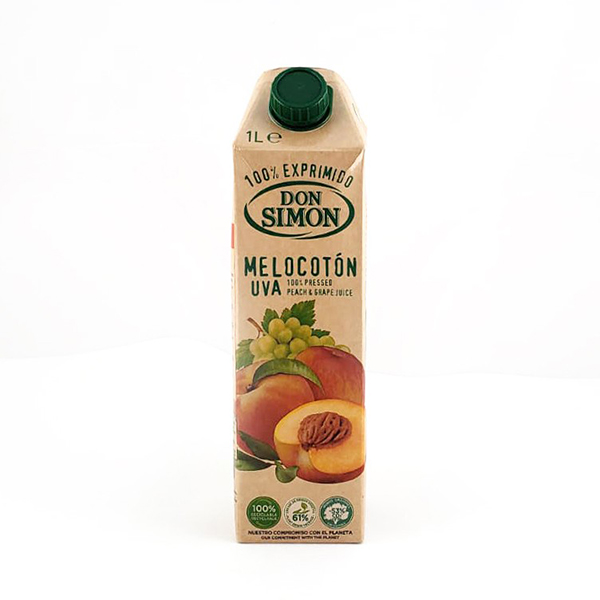 1L e
100% EXPRIMIDO
DON
SIMON
MELOCOTÓN
UVA 100% PRESSED
PEACH & GRAPE JUICE
100%
61%
NUESTRO COMPROMISO CON EL PLANETA
OUR COMMITMENT WITH THE PLANET